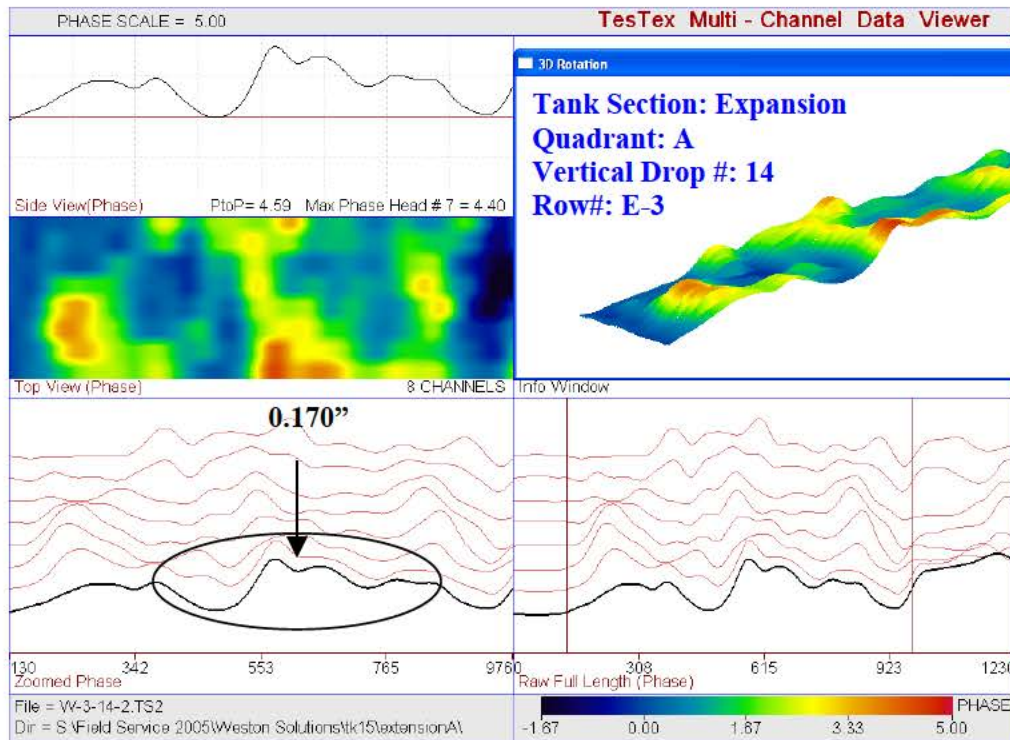 PHASE SCALE = 5.00
TesTex Multi - Channel Data Viewer
3D Rotation
Tank Section: Expansion
Quadrant: A
Vertical Drop #: 14
Row#: E-3
Side View(Phase) PtoP= 4.59 Max Phase Head # 7 = 4.40
Top View (Phase) 8 CHANNELS
Info Window
0.170”
130 342 553 765 976
Zoomed Phase
0 308 615 923 1230
Raw Full Length (Phase)
File = W-3-14-2.TS2
Dir = S:\Field Service 2005\Weston Solutions\tk15\extensionA\
PHASE
-1.67 0.00 1.67 3.33 5.00